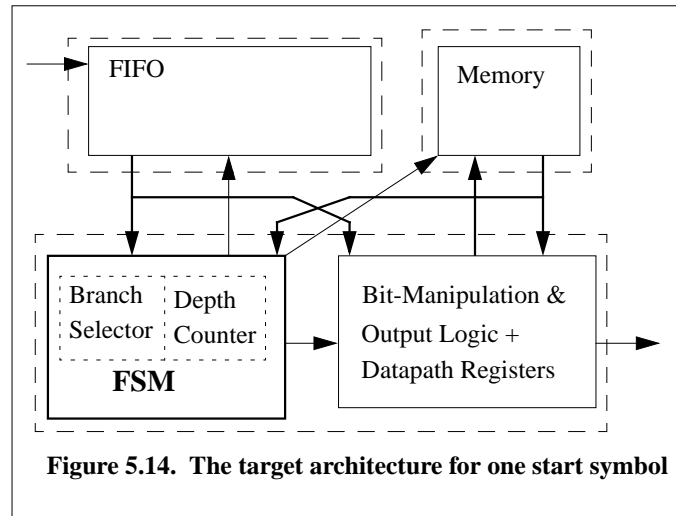 FIFO
Memory
Branch
Selector
Depth
Counter
FSM
Bit-Manipulation &
Output Logic +
Datapath Registers
Figure 5.14. The target architecture for one start symbol